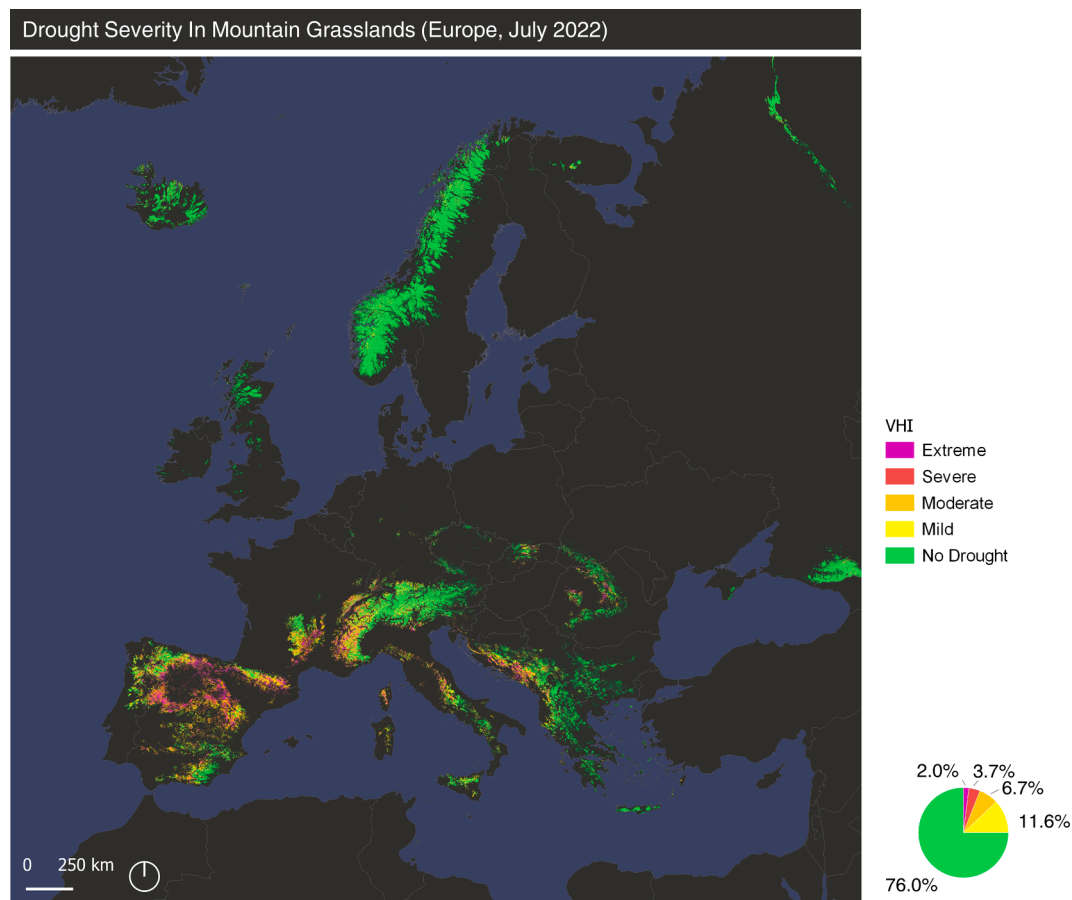 Drought Severity In Mountain Grasslands (Europe, July 2022)
VHI
Extreme
Severe
Moderate
Mild
No Drought
2.0% 3.7%
6.7%
11.6%
76.0%
0 250 km